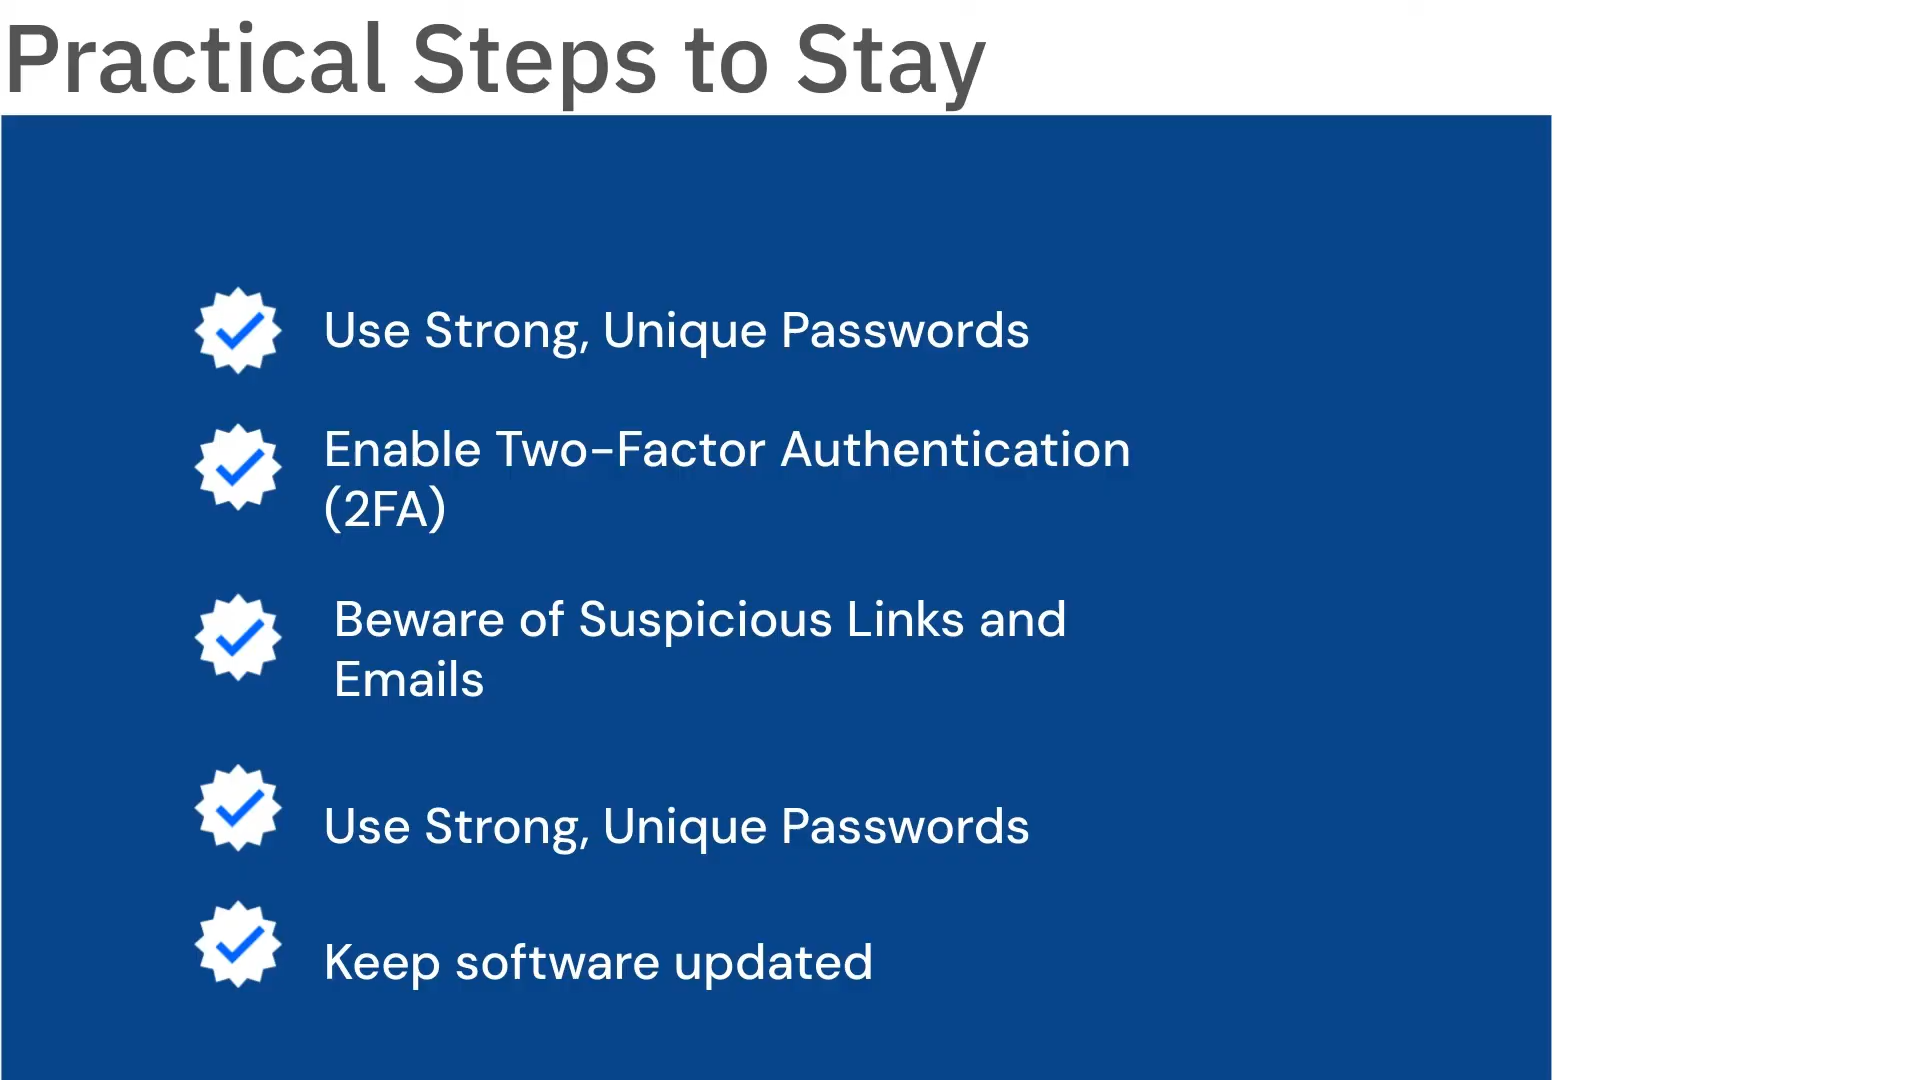 Practical Steps to Stay
Use Strong, Unique Passwords
Enable Two-Factor Authentication
(2FA)
Beware of Suspicious Links and
Emails
Use Strong, Unique Passwords
Keep software updated